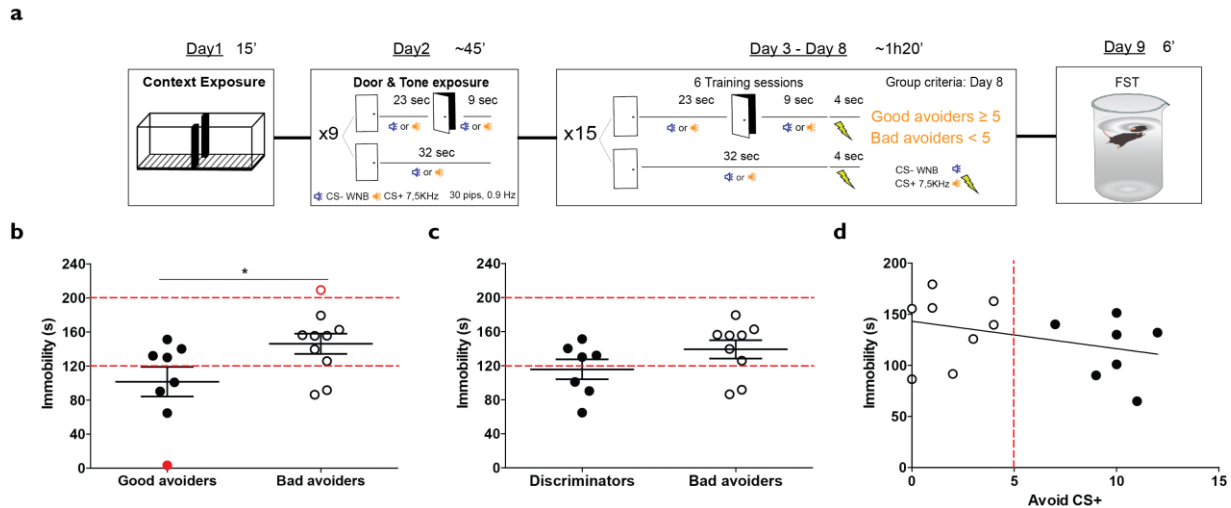 a
Day1 15’
Context Exposure
Day2 ~45’
Door & Tone exposure
23 sec 9 sec
x9
or or
32 sec
or
CS- WNB CS+ 7,5KHz 30 pips, 0.9 Hz
Day 3 - Day 8 ~1h20’
6 Training sessions
23 sec 9 sec 4 sec
x15
or or
32 sec 4 sec
or
Group criteria: Day 8
Good avoiders ≥ 5
Bad avoiders < 5
CS- WNB
CS+ 7,5KHz
Day 9 6’
FST
b
Immobility (s)
240
200
160
120
80
40
0
*
Good avoiders Bad avoiders
c
Immobility (s)
240
200
160
120
80
40
0
Discriminators Bad avoiders
d
Immobility (s)
200
150
100
50
0
0 5 10 15
Avoid CS+